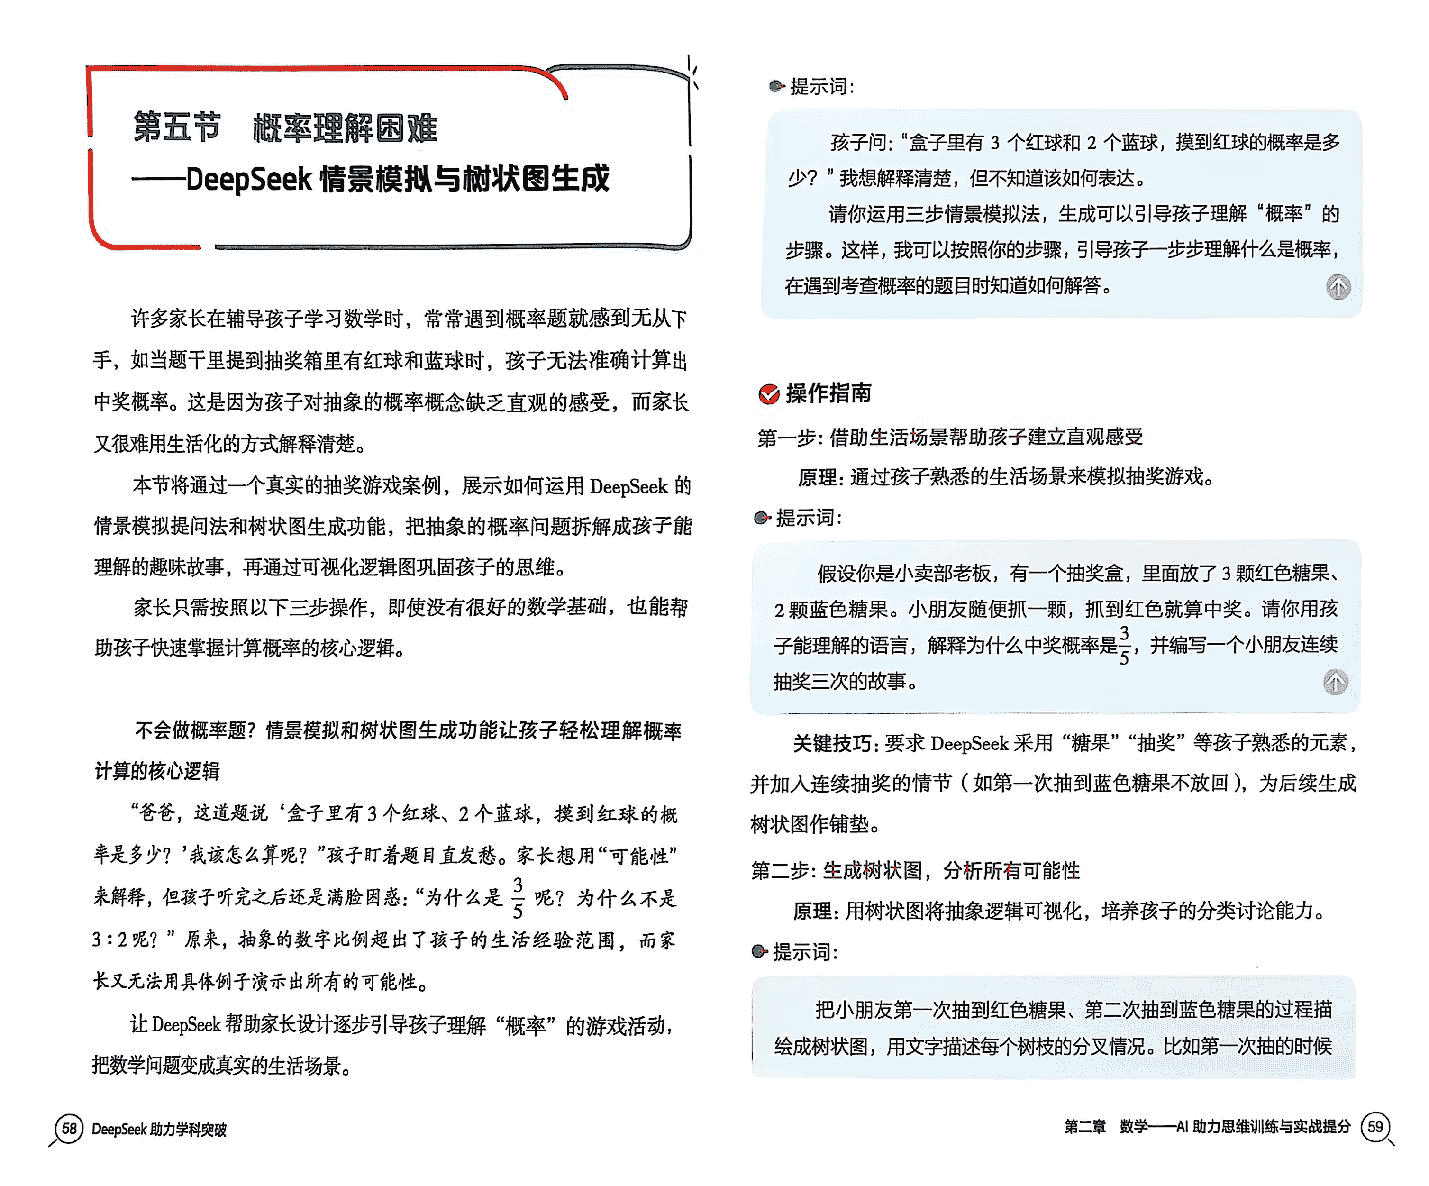 第五节　概率理解困难
——DeepSeek 情景模拟与树状图生成
许多家长在辅导孩子学习数学时，常常遇到概率题就感到无从下
手，如当题干里提到抽奖箱里有红球和蓝球时，孩子无法准确计算出
中奖概率。这是因为孩子对抽象的概率概念缺乏直观的感受，而家长
又很难用生活化的方式解释清楚。
本节将通过一个真实的抽奖游戏案例，展示如何运用 DeepSeek 的
情景模拟提问法和树状图生成功能，把抽象的概率问题拆解成孩子能
理解的趣味故事，再通过可视化逻辑图巩固孩子的思维。
家长只需按照以下三步操作，即使没有很好的数学基础，也能帮
助孩子快速掌握计算概率的核心逻辑。
不会做概率题？情景模拟和树状图生成功能让孩子轻松理解概率
计算的核心逻辑
“爸爸，这道题说‘盒子里有 3 个红球、2 个蓝球，摸到红球的概
率是多少？’我该怎么算呢？”孩子盯着题目直发愁。家长想用“可能性”
来解释，但孩子听完之后还是满脸困惑：“为什么是 3/5 呢？为什么不是
3∶2 呢？”原来，抽象的数字比例超出了孩子的生活经验范围，而家
长又无法用具体例子演示出所有的可能性。
让 DeepSeek 帮助家长设计逐步引导孩子理解“概率”的游戏活动，
把数学问题变成真实的生活场景。
58 DeepSeek 助力学科突破
提示词：
孩子问：“盒子里有 3 个红球和 2 个蓝球，摸到红球的概率是多
少？”我想解释清楚，但不知道该如何表达。
请你运用三步情景模拟法，生成可以引导孩子理解“概率”的
步骤。这样，我可以按照你的步骤，引导孩子一步步理解什么是概率，
在遇到考查概率的题目时知道如何解答。
操作指南
第一步：借助生活场景帮助孩子建立直观感受
原理：通过孩子熟悉的生活场景来模拟抽奖游戏。
提示词：
假设你是小卖部老板，有一个抽奖盒，里面放了 3 颗红色糖果、
2 颗蓝色糖果。小朋友随便抓一颗，抓到红色就算中奖。请你用孩
子能理解的语言，解释为什么中奖概率是 3/5，并编写一个小朋友连续
抽奖三次的故事。
关键技巧：要求 DeepSeek 采用“糖果”“抽奖”等孩子熟悉的元素，
并加入连续抽奖的情节（如第一次抽到蓝色糖果不放回），为后续生成
树状图作铺垫。
第二步：生成树状图，分析所有可能性
原理：用树状图将抽象逻辑可视化，培养孩子的分类讨论能力。
提示词：
把小朋友第一次抽到红色糖果、第二次抽到蓝色糖果的过程描
绘成树状图，用文字描述每个树枝的分叉情况。比如第一次抽的时候
第二章　数学——AI 助力思维训练与实战提分 59